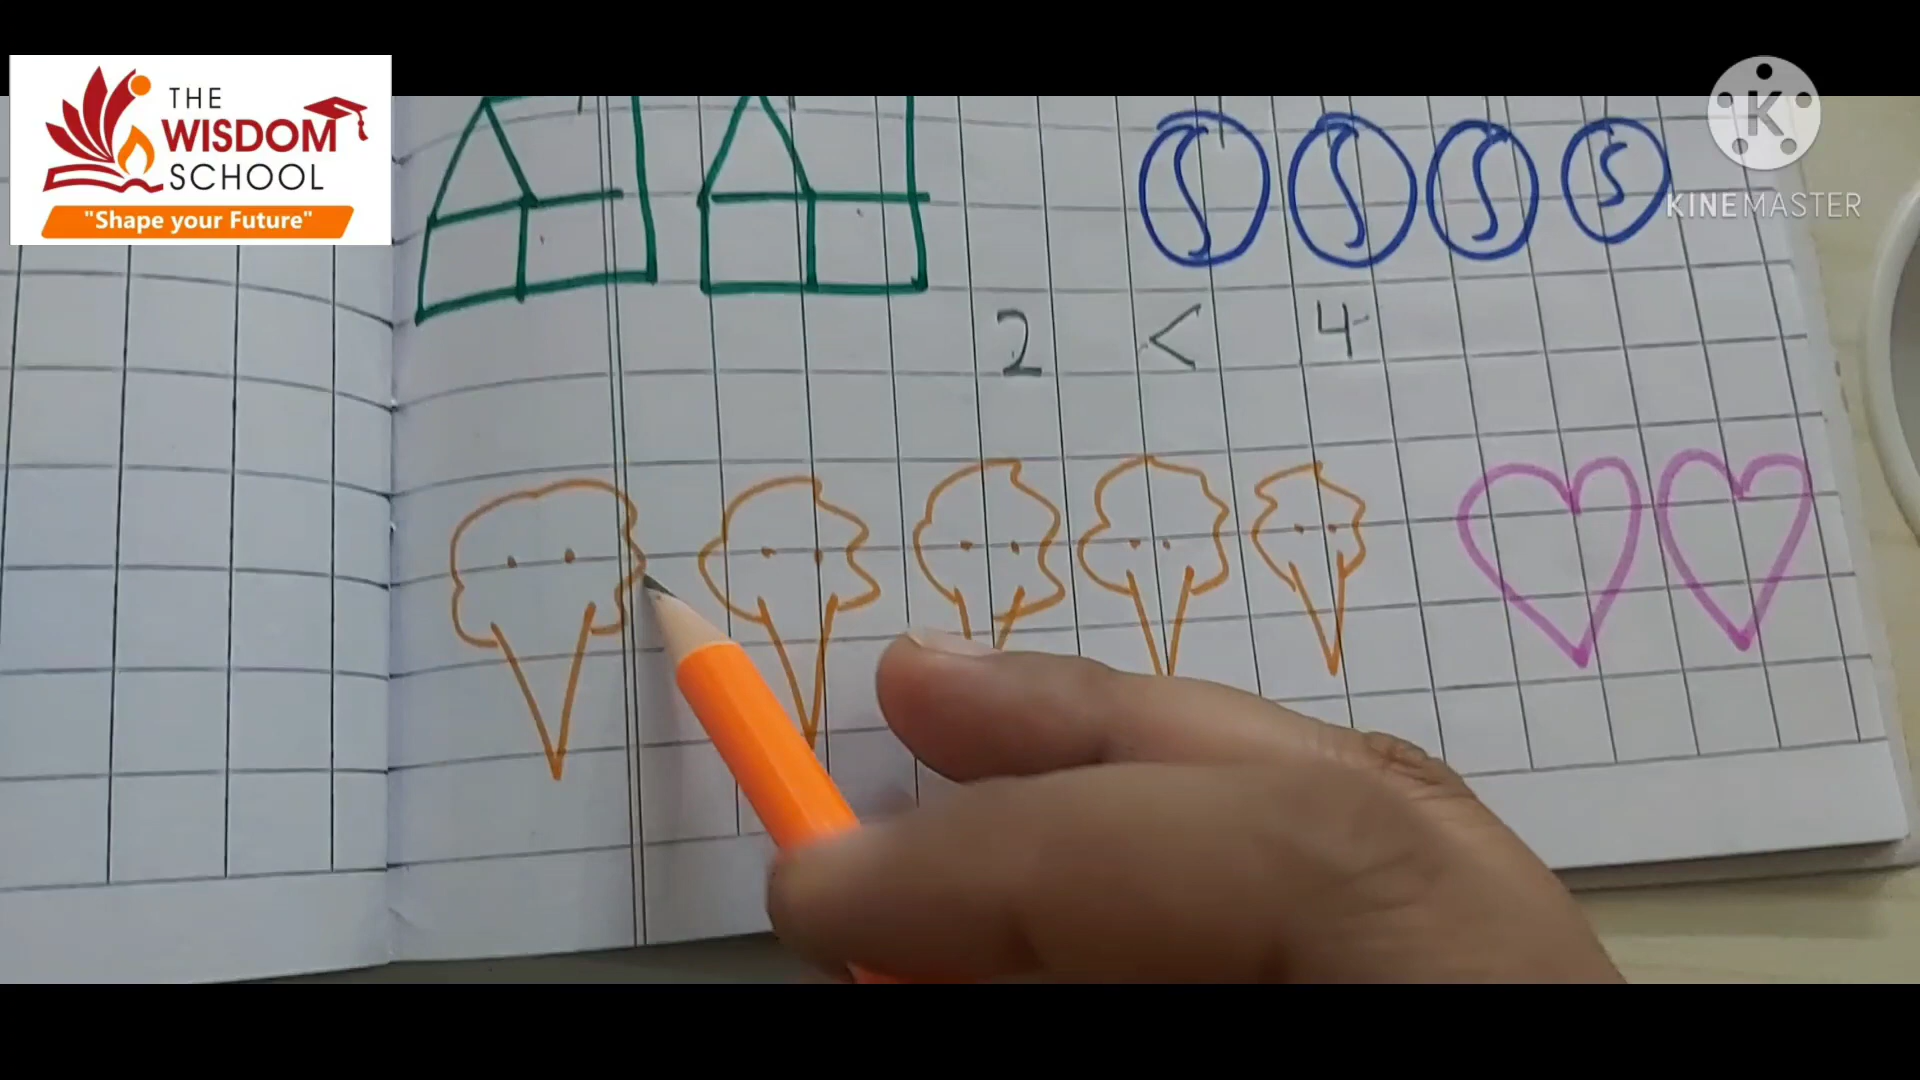 THE
WISDOM
SCHOOL
"Shape your Future"
K
KINEMASTER
S S S S
2 < 4